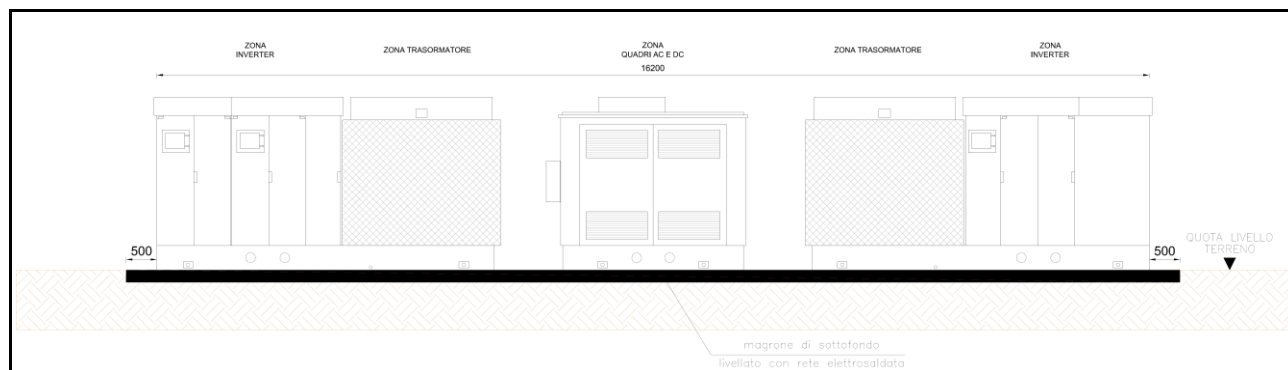 ZONA
INVERTER
ZONA TRASORMATORE
ZONA
QUADRI AC E DC
ZONA TRASORMATORE
ZONA
INVERTER
16200
500
500
QUOTA LIVELLO
TERRENO
magrone di sottofondo
livellato con rete elettrosaldata